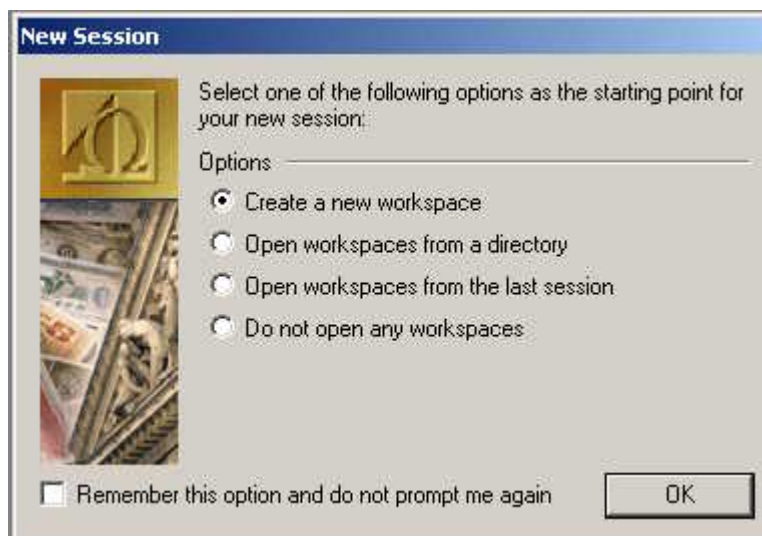 New Session
Select one of the following options as the starting point for
your new session:
Options
Create a new workspace
Open workspaces from a directory
Open workspaces from the last session
Do not open any workspaces
Remember this option and do not prompt me again
OK